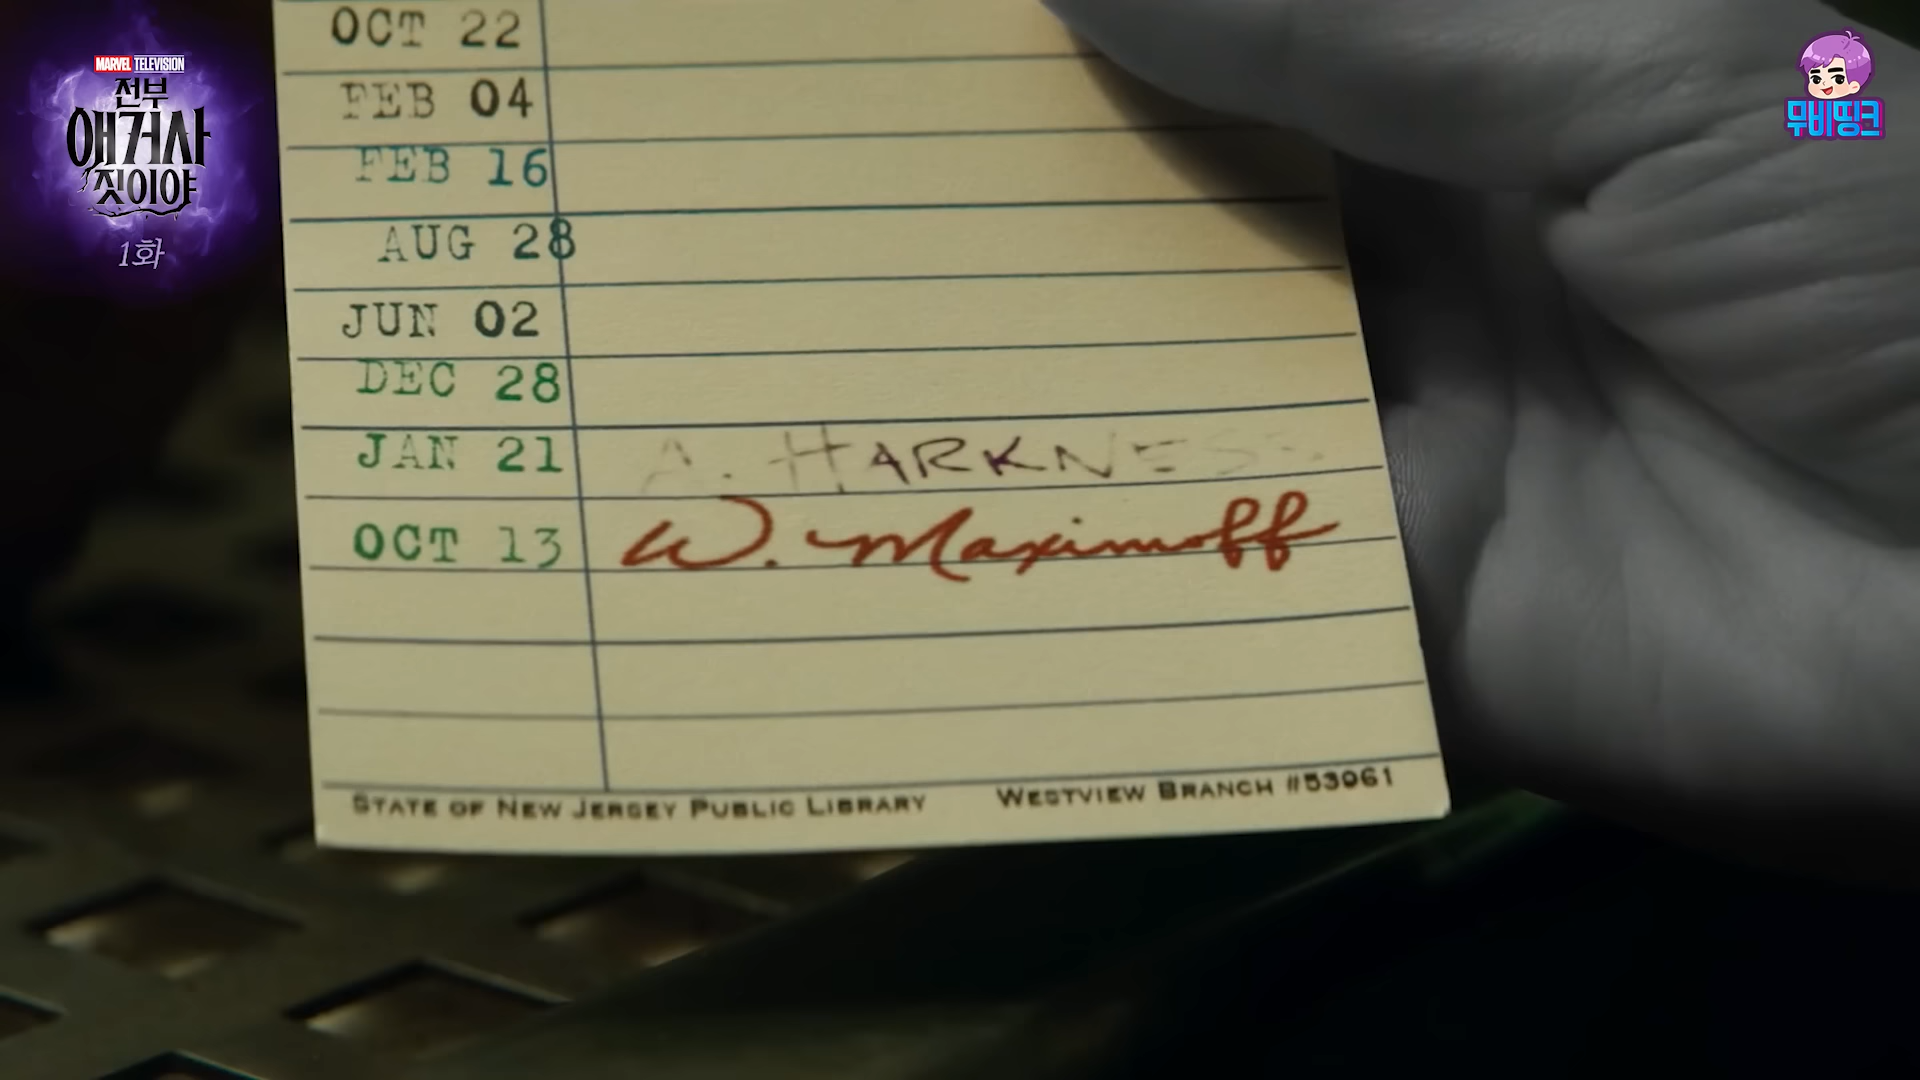 MARVEL TELEVISION
전부
애거사
짓이야
1화
무비띵크
OCT 22
FEB 04
FEB 16
AUG 28
JUN 02
DEC 28
JAN 21 A. HARKNESS
OCT 13 W. Maximoff
STATE OF NEW JERSEY PUBLIC LIBRARY WESTVIEW BRANCH #53061